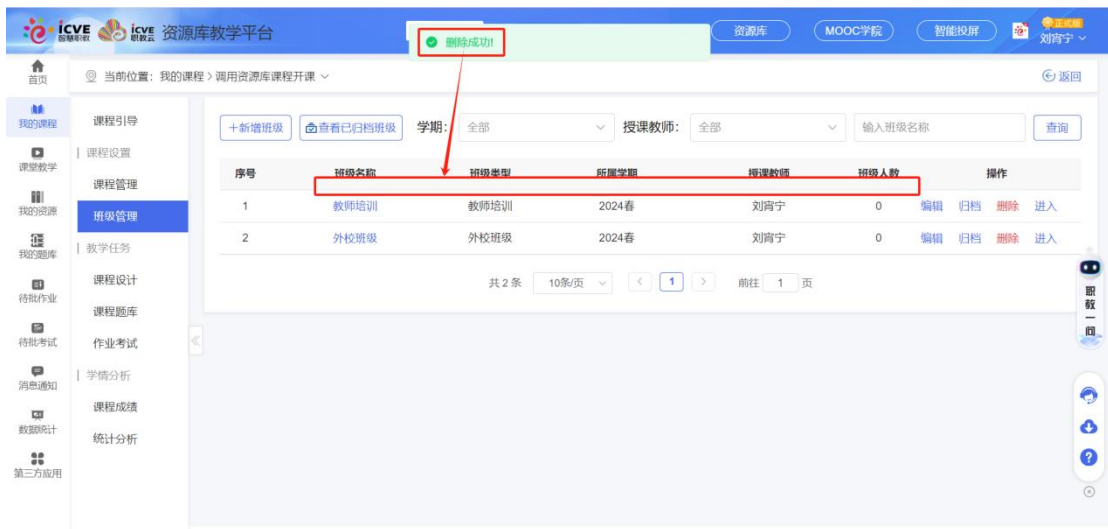 icve 智慧职教 icve 职教云 资源库教学平台 删除成功! 资源库 MOOC学院 智能投屏 正式版 刘宵宁
首页 当前位置：我的课程 > 调用资源库课程开课 返回
我的课程
课堂教学
我的资源
我的题库
待批作业
待批考试
消息通知
数据统计
第三方应用
课程引导
课程设置
课程管理
班级管理
教学任务
课程设计
课程题库
作业考试
学情分析
课程成绩
统计分析
+新增班级 查看已归档班级 学期： 全部 授课教师： 全部 输入班级名称 查询
序号 班级名称 班级类型 所属学期 授课教师 班级人数 操作
1 教师培训 教师培训 2024春 刘宵宁 0 编辑 归档 删除 进入
2 外校班级 外校班级 2024春 刘宵宁 0 编辑 归档 删除 进入
共 2 条 10条/页 < 1 > 前往 1 页
职教一问